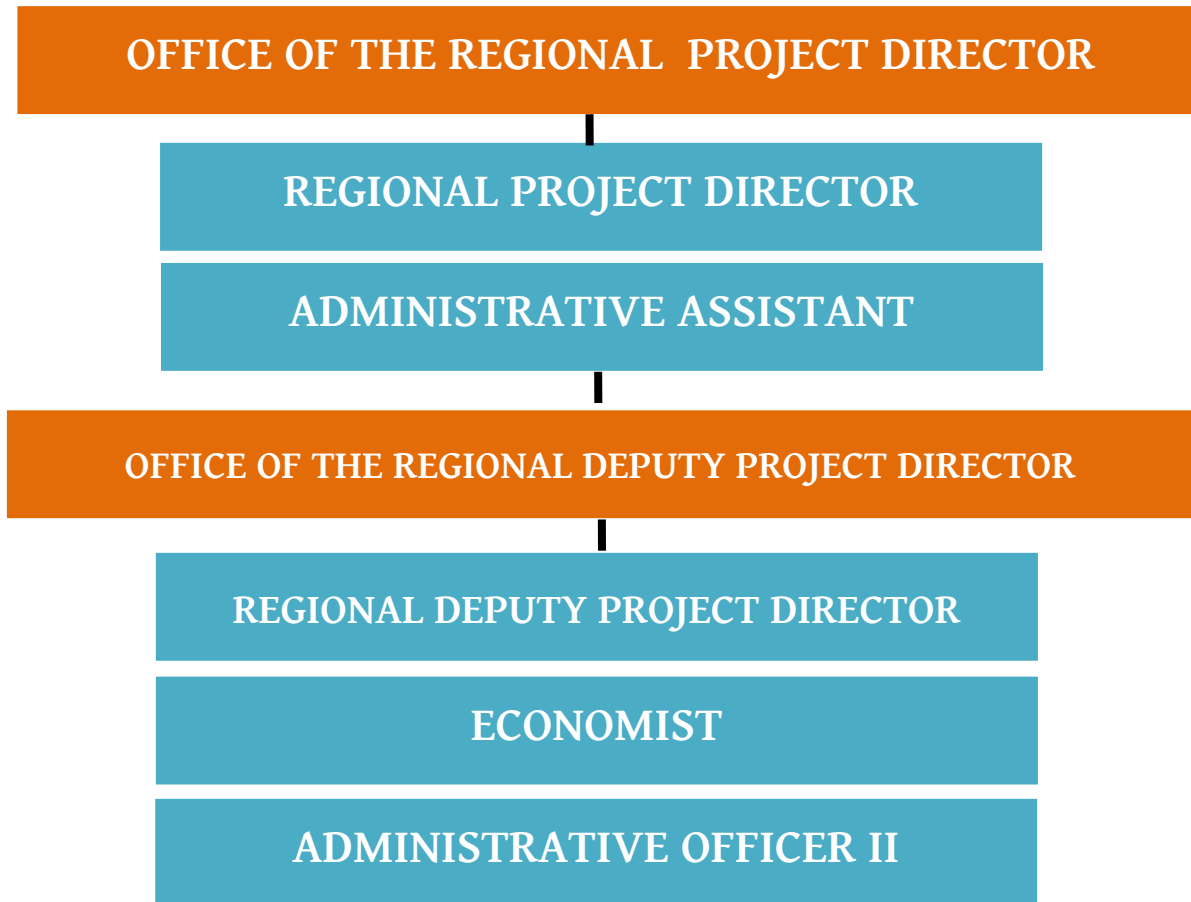 OFFICE OF THE REGIONAL PROJECT DIRECTOR
REGIONAL PROJECT DIRECTOR
ADMINISTRATIVE ASSISTANT
OFFICE OF THE REGIONAL DEPUTY PROJECT DIRECTOR
REGIONAL DEPUTY PROJECT DIRECTOR
ECONOMIST
ADMINISTRATIVE OFFICER II